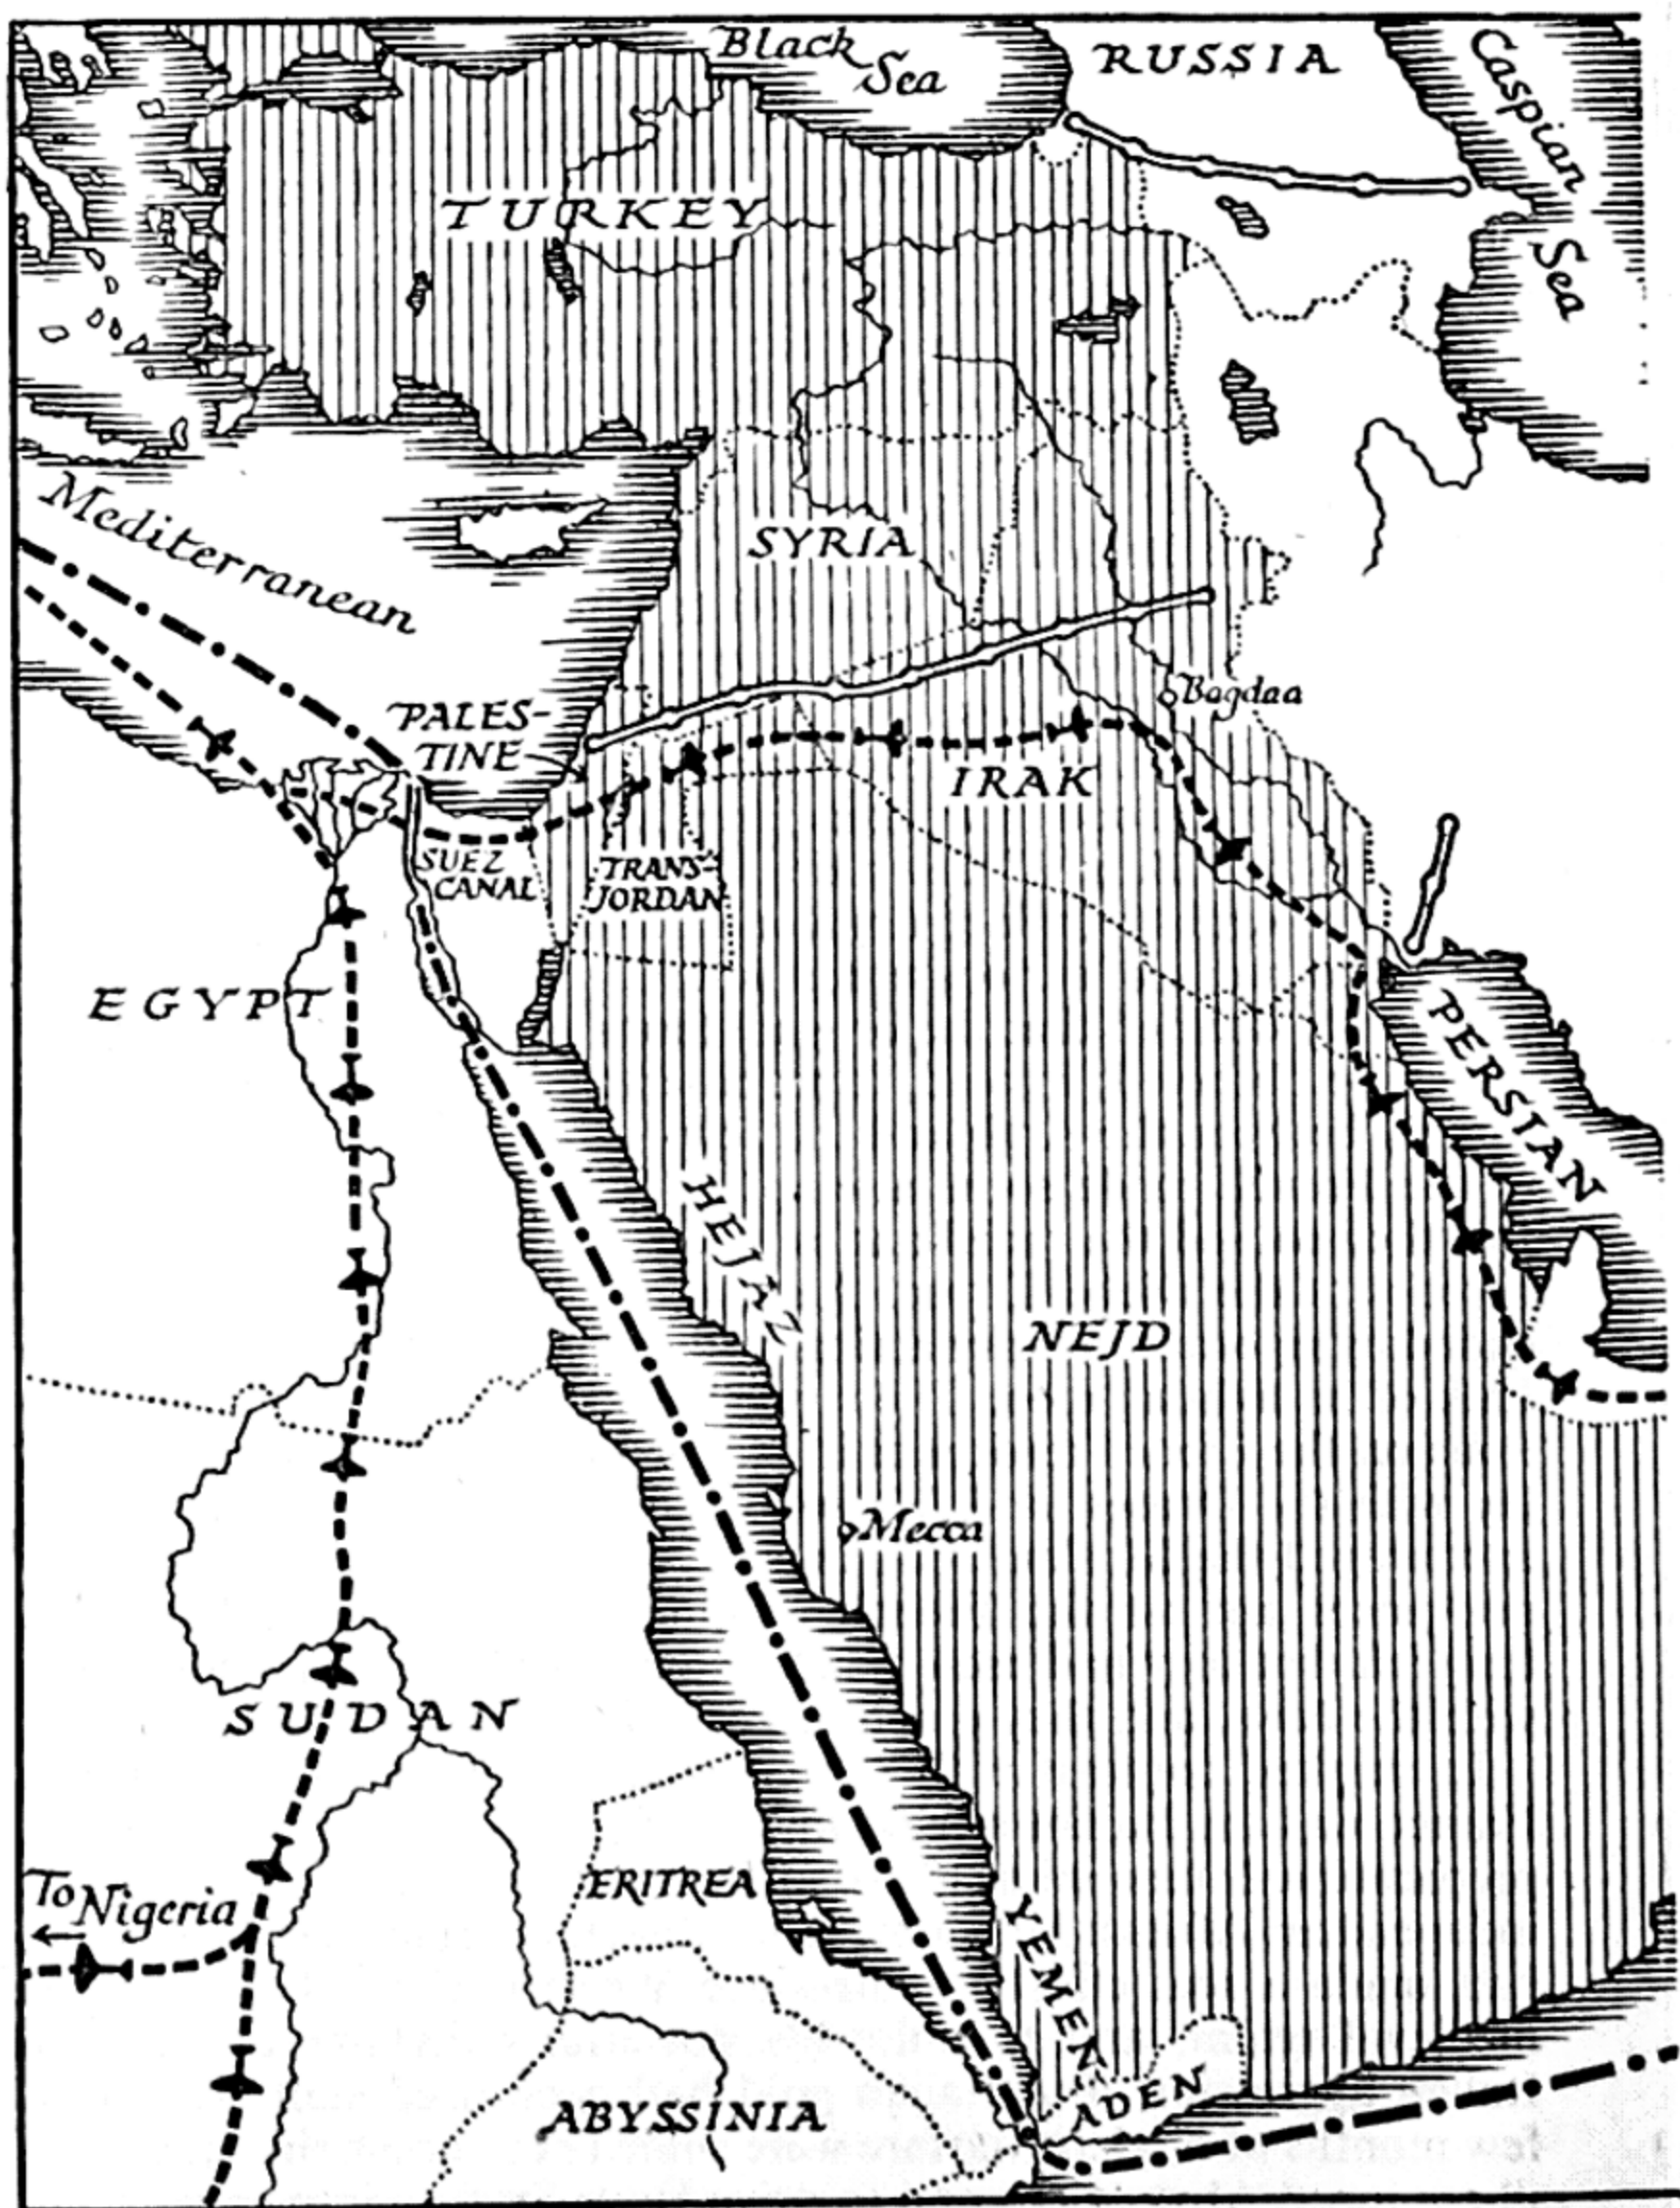 Black
Sea
RUSSIA
Caspian
Sea
TURKEY
Mediterranean
SYRIA
PALES-
TINE
Bagdad
IRAK
SUEZ
CANAL
TRANS-
JORDAN
EGYPT
PERSIAN
HEJAZ
NEJD
Mecca
SUDAN
To Nigeria
ERITREA
YEMEN
ADEN
ABYSSINIA